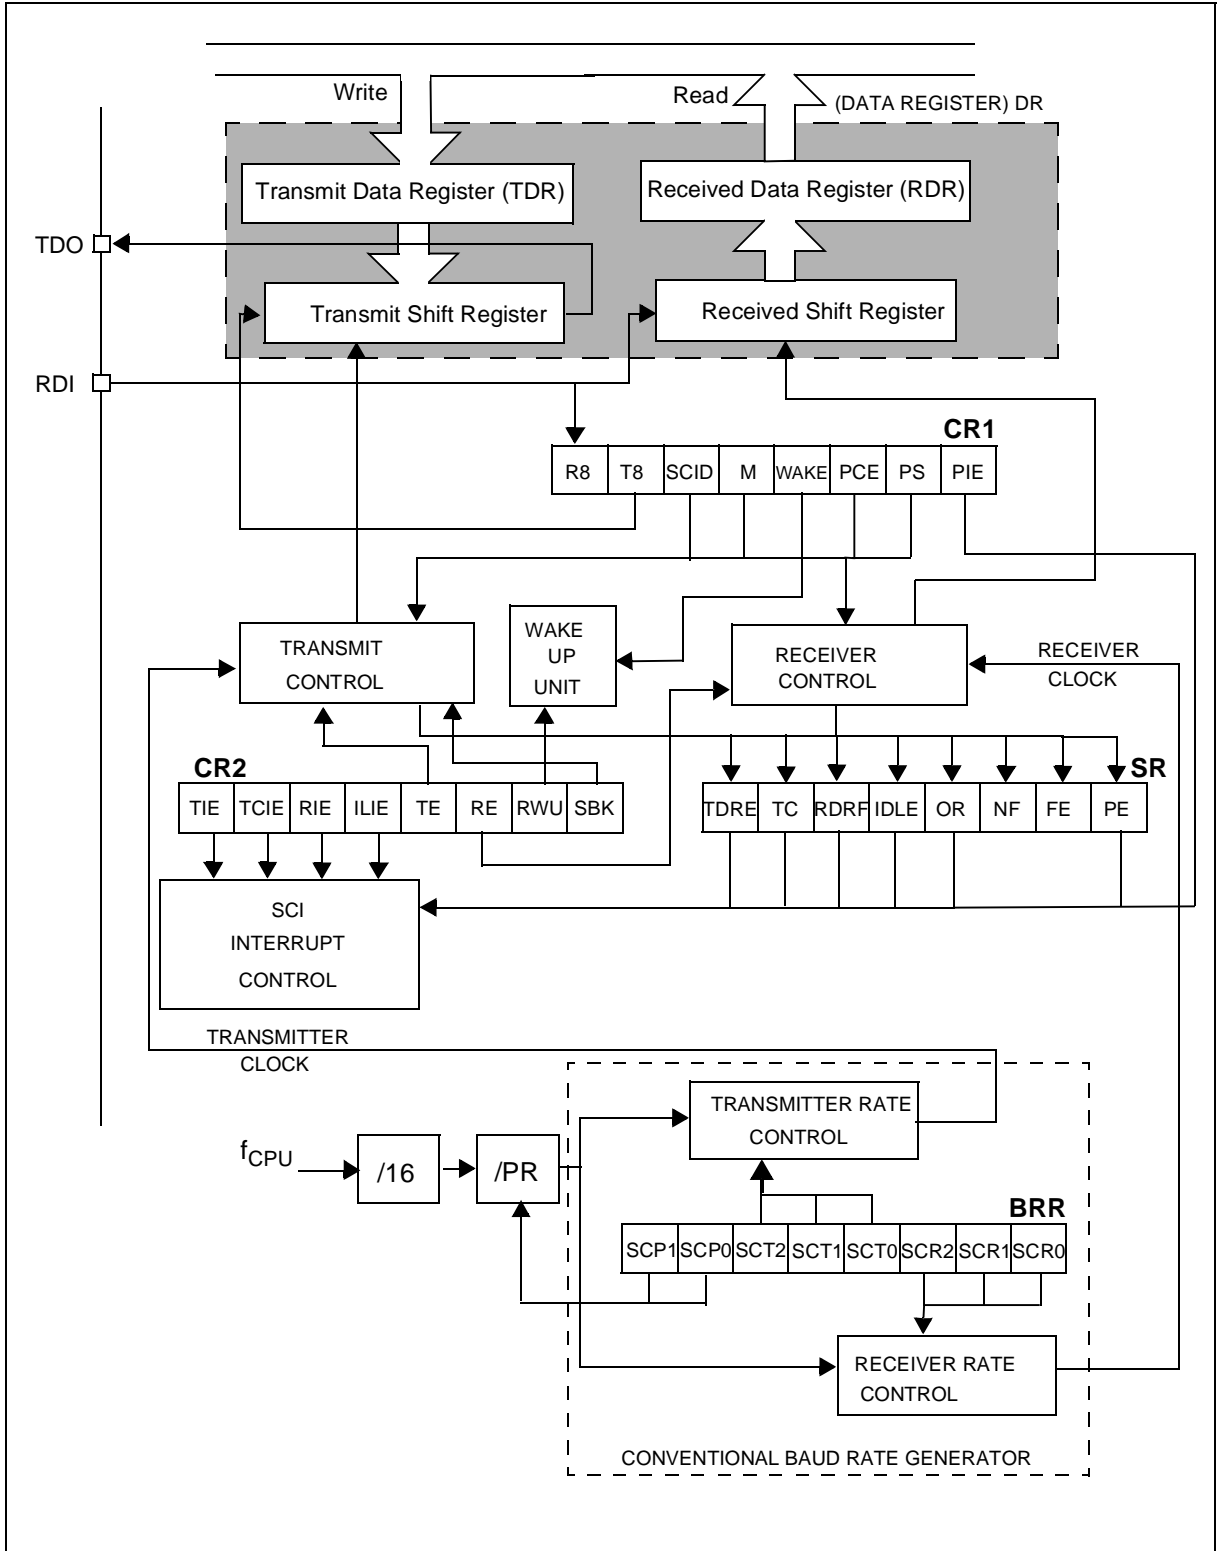 Write
Read
(DATA REGISTER) DR
Transmit Data Register (TDR)
Received Data Register (RDR)
TDO
Transmit Shift Register
Received Shift Register
RDI
CR1
R8 T8 SCID M WAKE PCE PS PIE
TRANSMIT
CONTROL
WAKE
UP
UNIT
RECEIVER
CONTROL
RECEIVER
CLOCK
CR2
TIE TCIE RIE ILIE TE RE RWU SBK
SR
TDRE TC RDRF IDLE OR NF FE PE
SCI
INTERRUPT
CONTROL
TRANSMITTER
CLOCK
TRANSMITTER RATE
CONTROL
fCPU
/16
/PR
BRR
SCP1 SCP0 SCT2 SCT1 SCT0 SCR2 SCR1 SCR0
RECEIVER RATE
CONTROL
CONVENTIONAL BAUD RATE GENERATOR